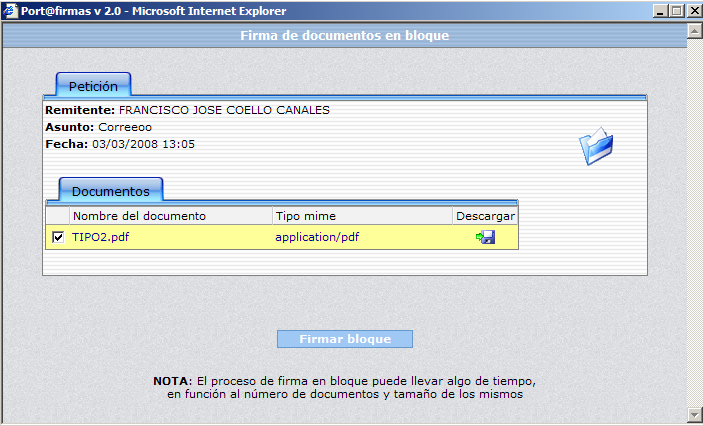 Port@firmas v 2.0 - Microsoft Internet Explorer
Firma de documentos en bloque
Petición
Remitente: FRANCISCO JOSE COELLO CANALES
Asunto: Correeoo
Fecha: 03/03/2008 13:05
Documentos
Nombre del documento Tipo mime Descargar
TIPO2.pdf application/pdf
Firmar bloque
NOTA: El proceso de firma en bloque puede llevar algo de tiempo,
en función al número de documentos y tamaño de los mismos